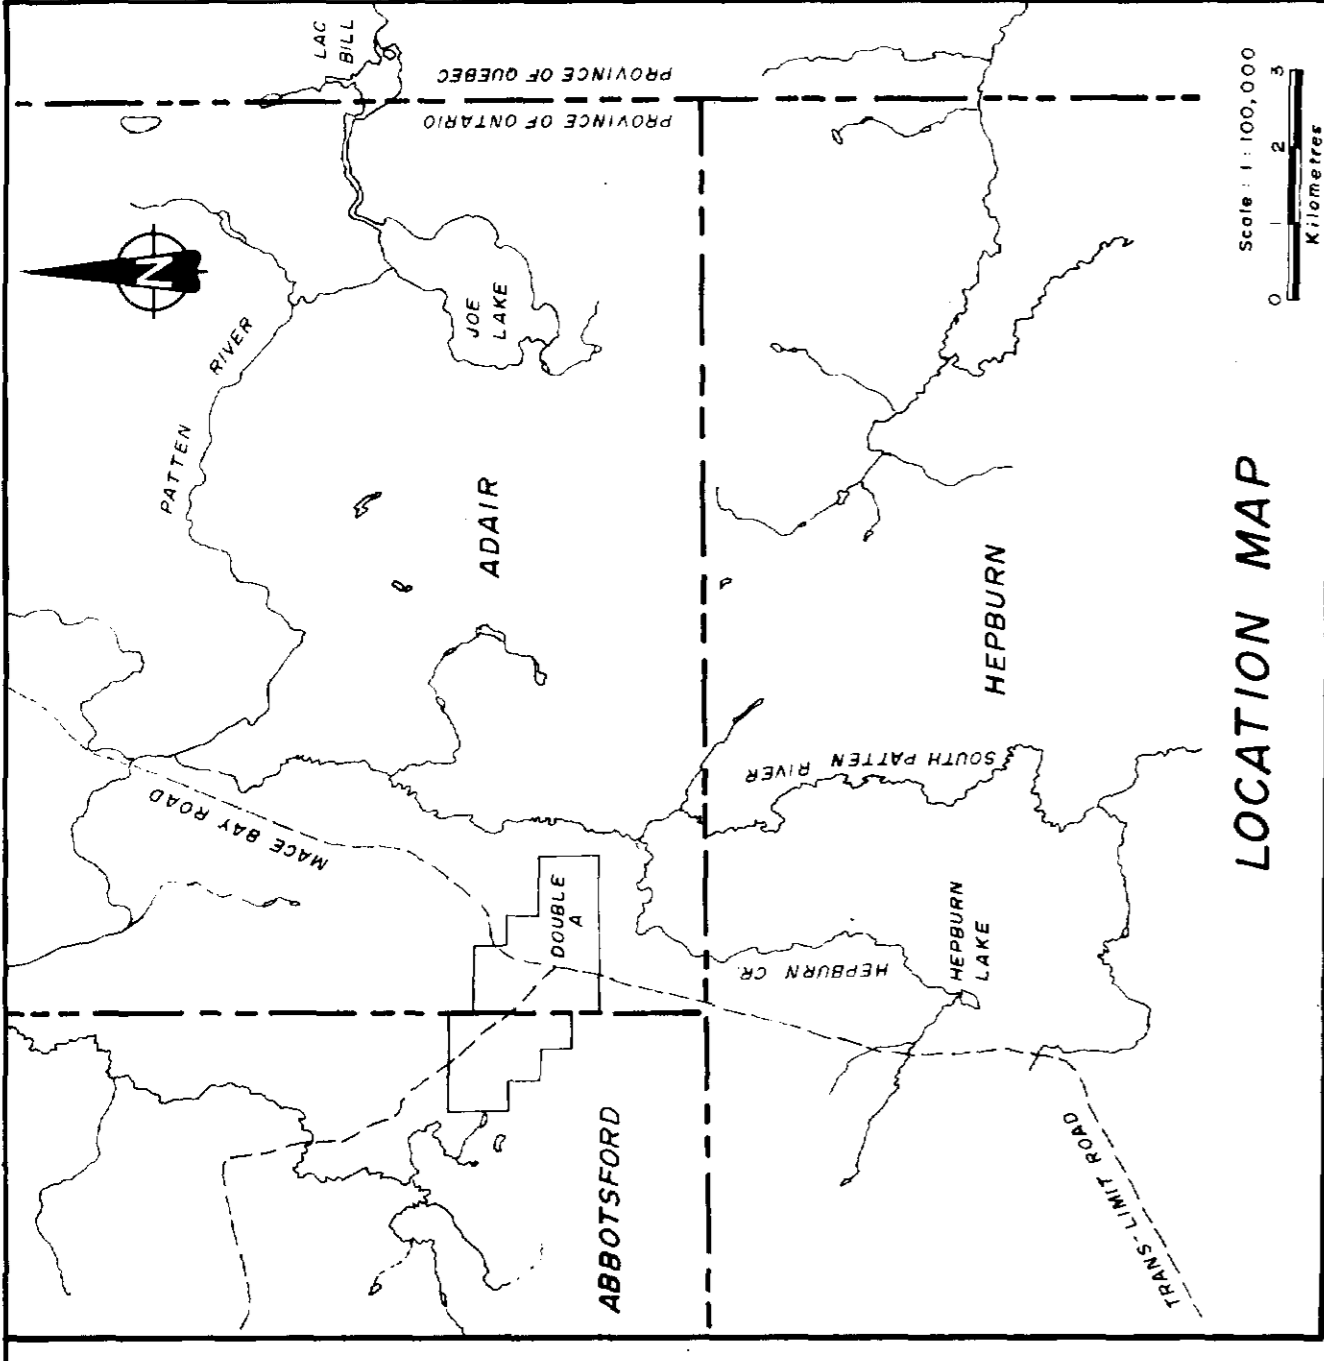 LAC
BILL
PROVINCE OF QUEBEC
PROVINCE OF ONTARIO
N
PATTEN
RIVER
JOE
LAKE
ADAIR
MACE BAY ROAD
DOUBLE
A
ABBOTSFORD
HEPBURN
SOUTH PATTEN RIVER
HEPBURN CR.
HEPBURN
LAKE
TRANS-LIMIT ROAD
LOCATION MAP
Scale : 1 : 100,000
0 1 2 3
Kilometres